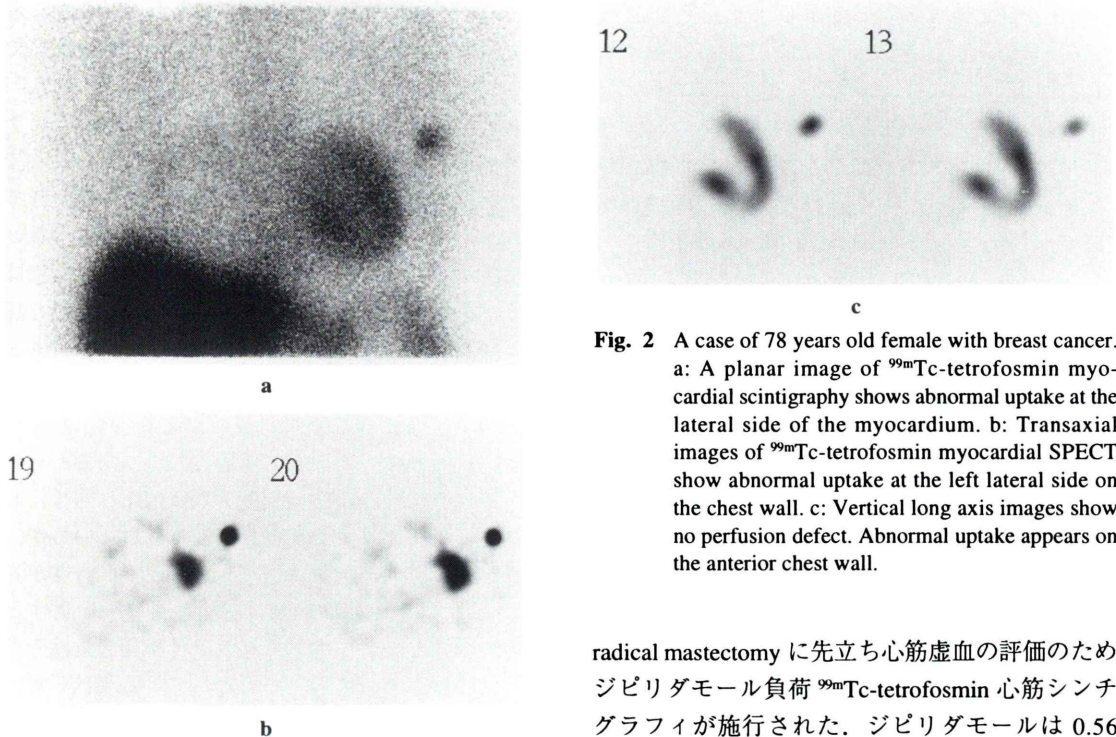 12 13
a
19 20
b
c
Fig. 2 A case of 78 years old female with breast cancer.
a: A planar image of ⁹⁹ᵐTc-tetrofosmin myo-
cardial scintigraphy shows abnormal uptake at the
lateral side of the myocardium. b: Transaxial
images of ⁹⁹ᵐTc-tetrofosmin myocardial SPECT
show abnormal uptake at the left lateral side on
the chest wall. c: Vertical long axis images show
no perfusion defect. Abnormal uptake appears on
the anterior chest wall.
radical mastectomy に先立ち心筋虚血の評価のため
ジピリダモール負荷 ⁹⁹ᵐTc-tetrofosmin 心筋シンチ
グラフィが施行された．ジピリダモールは 0.56